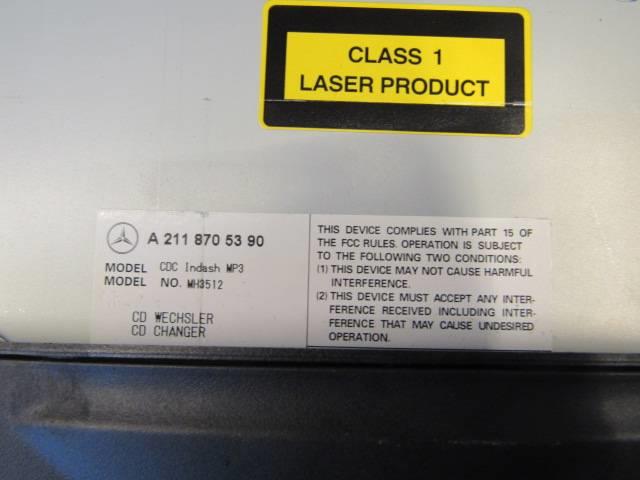 CLASS 1
LASER PRODUCT
A 211 870 53 90
MODEL CDC Indash MP3
MODEL NO. MH3512
CD WECHSLER
CD CHANGER
THIS DEVICE COMPLIES WITH PART 15 OF
THE FCC RULES. OPERATION IS SUBJECT
TO THE FOLLOWING TWO CONDITIONS:
(1) THIS DEVICE MAY NOT CAUSE HARMFUL
INTERFERENCE.
(2) THIS DEVICE MUST ACCEPT ANY INTER-
FERENCE RECEIVED INCLUDING INTER-
FERENCE THAT MAY CAUSE UNDESIRED
OPERATION.